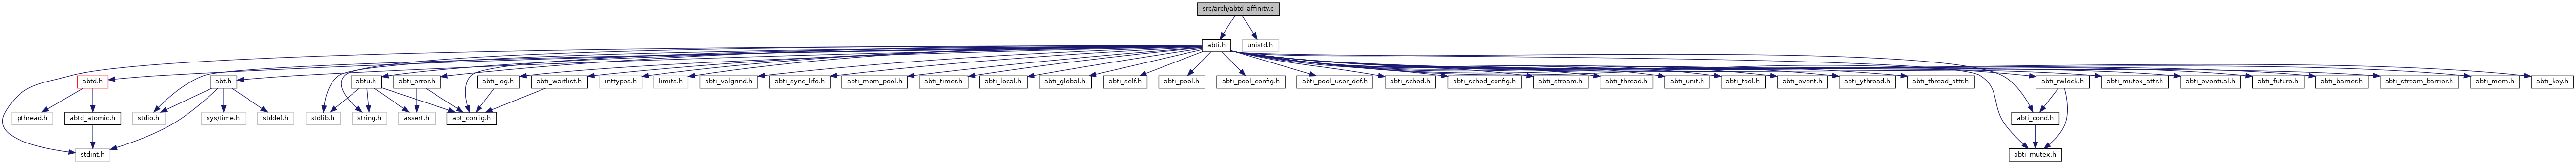 src/arch/abtd_affinity.c
abti.h
unistd.h
abtd.h
abt.h
abtu.h
abti_error.h
abti_log.h
abti_waitlist.h
inttypes.h
limits.h
abti_valgrind.h
abti_sync_lifo.h
abti_mem_pool.h
abti_timer.h
abti_local.h
abti_global.h
abti_self.h
abti_pool.h
abti_pool_config.h
abti_pool_user_def.h
abti_sched.h
abti_sched_config.h
abti_stream.h
abti_thread.h
abti_unit.h
abti_tool.h
abti_event.h
abti_ythread.h
abti_thread_attr.h
abti_rwlock.h
abti_mutex_attr.h
abti_eventual.h
abti_future.h
abti_barrier.h
abti_stream_barrier.h
abti_mem.h
abti_key.h
pthread.h
abtd_atomic.h
stdio.h
sys/time.h
stddef.h
stdlib.h
string.h
assert.h
abt_config.h
abti_cond.h
stdint.h
abti_mutex.h